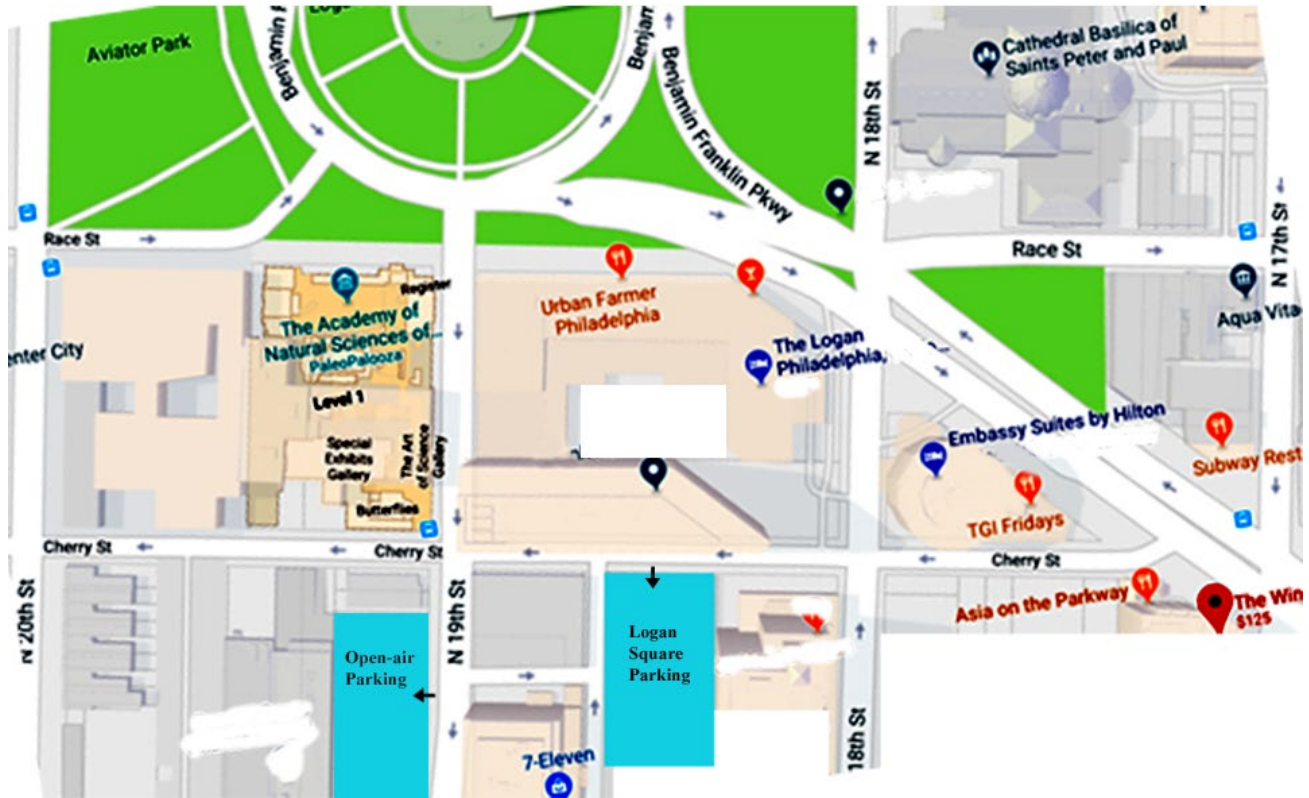 Aviator Park
Benjamin
Benjamin
Benjamin Franklin Pkwy
N 18th St
Cathedral Basilica of
Saints Peter and Paul
N 17th St
Race St
Race St
Urban Farmer
Philadelphia
Register
The Academy of
Natural Sciences of...
PaleoPalooza
Level 1
Special
Exhibits
Gallery
The Art
of Science
Gallery
Butterflies
enter City
The Logan
Philadelphia,
Aqua Vita
Embassy Suites by Hilton
Subway Rest
TGI Fridays
Cherry St
Cherry St
Cherry St
N 20th St
N 19th St
18th St
Asia on the Parkway
The Win
$125
Open-air
Parking
Logan
Square
Parking
7-Eleven